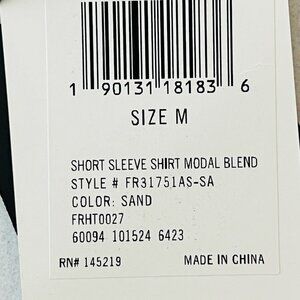 1 90131 18183 6
SIZE M
SHORT SLEEVE SHIRT MODAL BLEND
STYLE # FR31751AS-SA
COLOR: SAND
FRHT0027
60094 101524 6423
RN# 145219 MADE IN CHINA